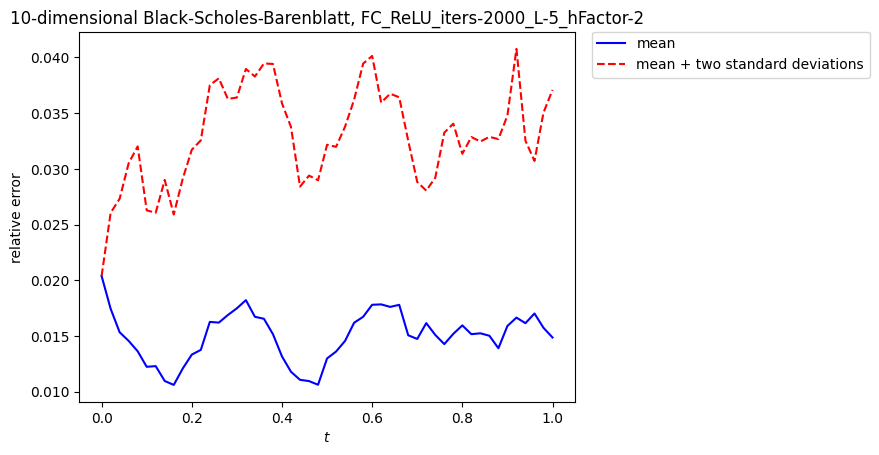 10-dimensional Black-Scholes-Barenblatt, FC_ReLU_iters-2000_L-5_hFactor-2
mean
mean + two standard deviations
relative error
0.040
0.035
0.030
0.025
0.020
0.015
0.010
0.0 0.2 0.4 0.6 0.8 1.0
t